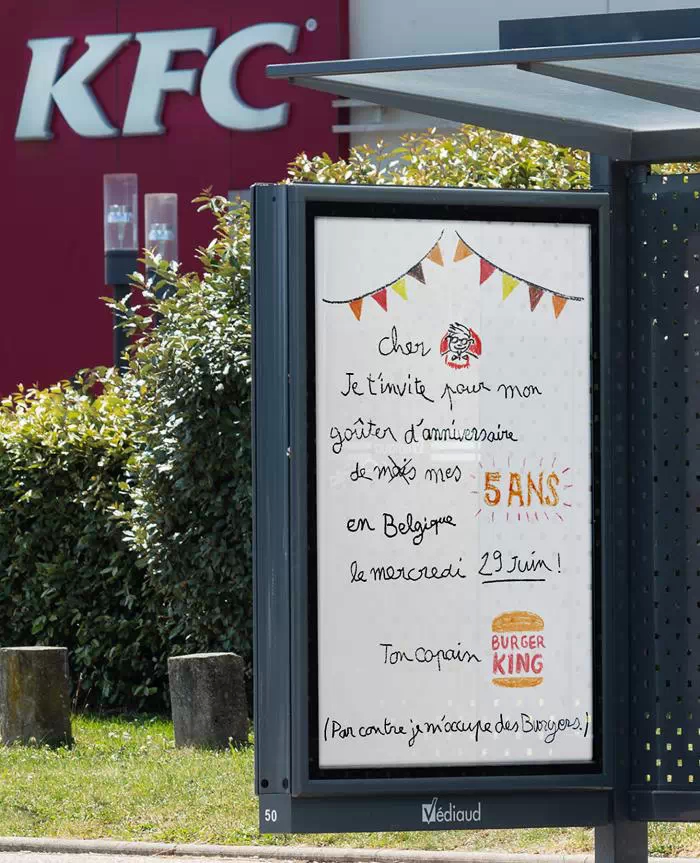 KFC
cher
Je t'invite pour mon
goûter d'anniversaire
de mes 5 ANS
en Belgique
le mercredi 29 Juin !
Ton copain BURGER KING
(Par contre je m'occupe des Burgers.)
50
Védiaud